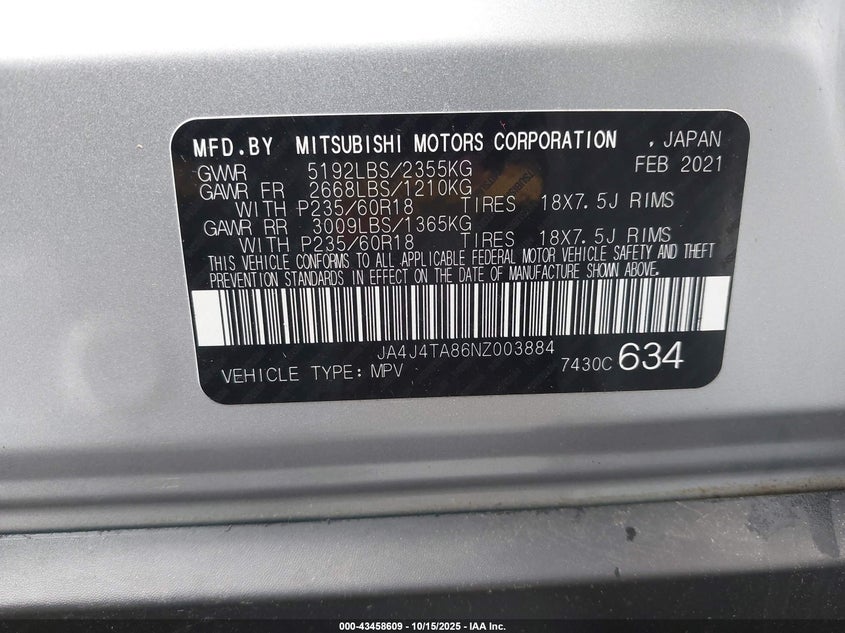 MFD.BY MITSUBISHI MOTORS CORPORATION , JAPAN
GVWR 5192LBS/2355KG FEB 2021
GAWR FR 2668LBS/1210KG
WITH P235/60R18 TIRES 18X7.5J RIMS
GAWR RR 3009LBS/1365KG
WITH P235/60R18 TIRES 18X7.5J RIMS
THIS VEHICLE CONFORMS TO ALL APPLICABLE FEDERAL MOTOR VEHICLE SAFETY AND THEFT
PREVENTION STANDARDS IN EFFECT ON THE DATE OF MANUFACTURE SHOWN ABOVE.
JA4J4TA86NZ003884
VEHICLE TYPE: MPV 7430C 634
000-43458609 - 10/15/2025 - IAA Inc.